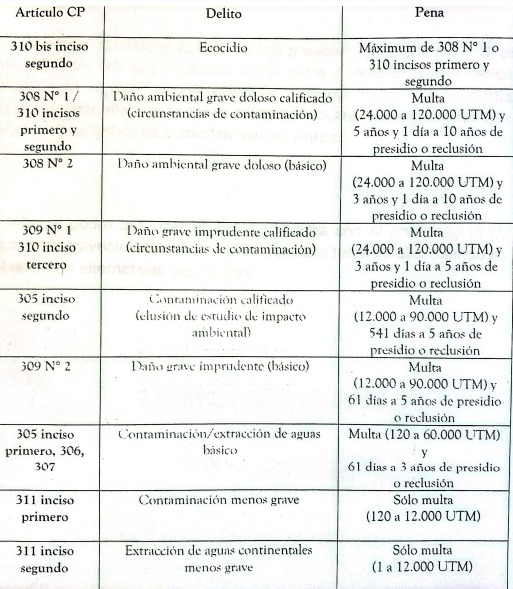 Artículo CP Delito Pena
310 bis inciso
segundo
Ecocidio
Máximum de 308 N° 1 o
310 incisos primero y
segundo
308 N° 1 /
310 incisos
primero y
segundo
Daño ambiental grave doloso calificado
(circunstancias de contaminación)
Multa
(24.000 a 120.000 UTM) y
5 años y 1 día a 10 años de
presidio o reclusión
308 N° 2
Daño ambiental grave doloso (básico)
Multa
(24.000 a 120.000 UTM) y
3 años y 1 día a 10 años de
presidio o reclusión
309 N° 1
310 inciso
tercero
Daño grave imprudente calificado
(circunstancias de contaminación)
Multa
(24.000 a 120.000 UTM) y
3 años y 1 día a 5 años de
presidio o reclusión
305 inciso
segundo
Contaminación calificado
(elusión de estudio de impacto
ambiental)
Multa
(12.000 a 90.000 UTM) y
541 días a 5 años de
presidio o reclusión
309 N° 2
Daño grave imprudente (básico)
Multa
(12.000 a 90.000 UTM) y
61 días a 5 años de presidio
o reclusión
305 inciso
primero, 306,
307
Contaminación/extracción de aguas
básico
Multa (120 a 60.000 UTM)
y
61 días a 3 años de presidio
o reclusión
311 inciso
primero
Contaminación menos grave
Sólo multa
(120 a 12.000 UTM)
311 inciso
segundo
Extracción de aguas continentales
menos grave
Sólo multa
(1 a 12.000 UTM)